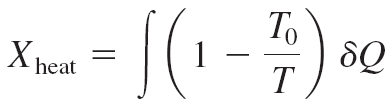 X_heat = ∫ (1 − T_0/T) δQ